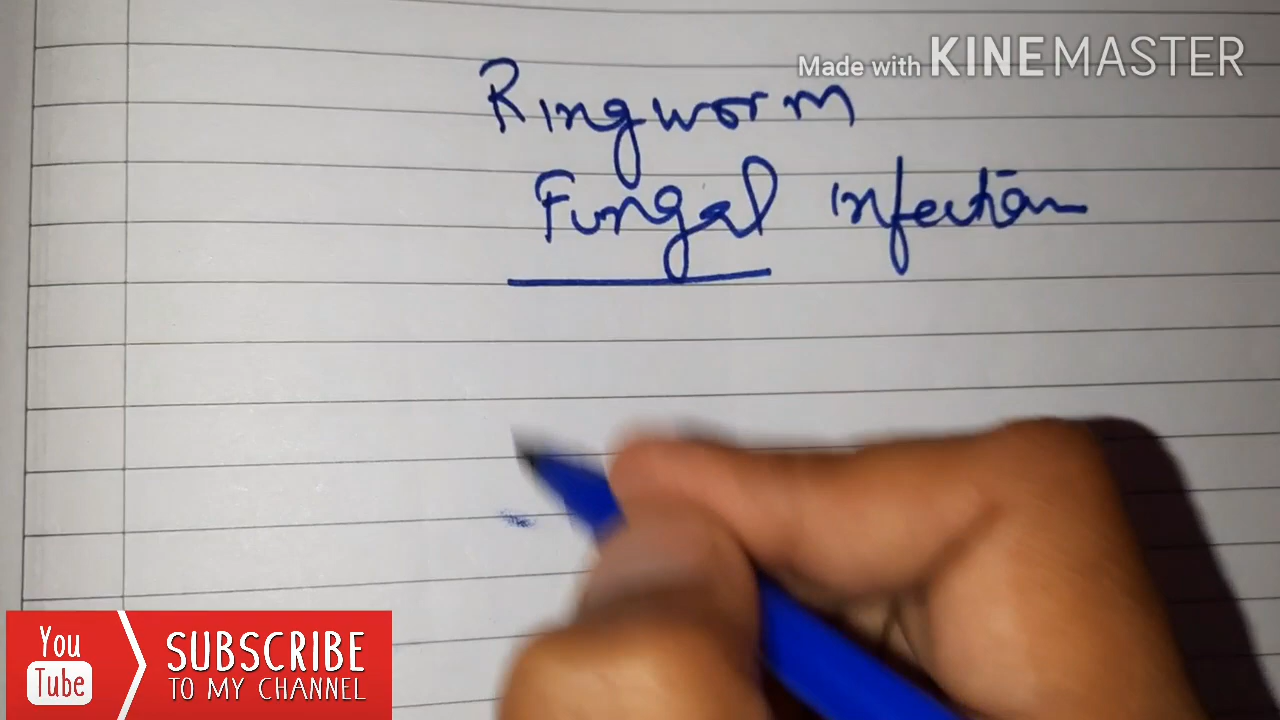 Made with KINEMASTER
Ringworm
Fungal infection
You
Tube
SUBSCRIBE
TO MY CHANNEL